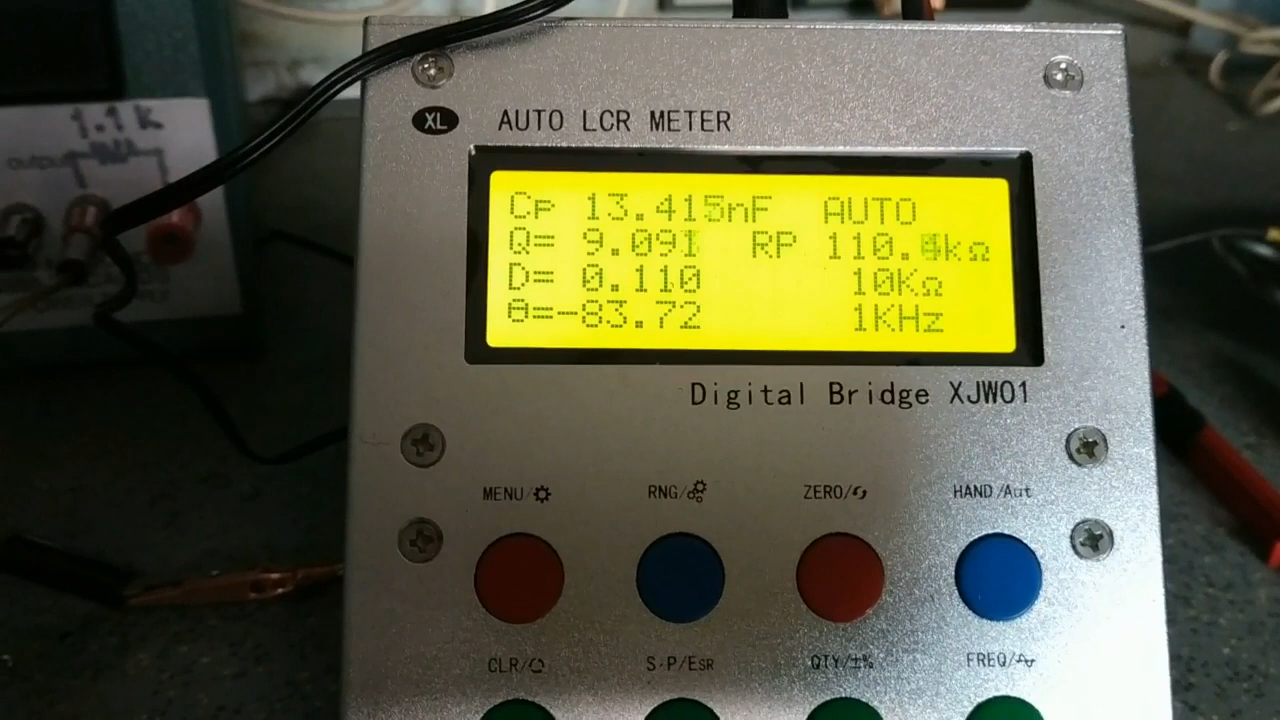 1.1 k
XL AUTO LCR METER
Cp 13.415nF AUTO
Q= 9.091 RP 110.4kΩ
D= 0.110 10KΩ
θ=-83.72 1KHz
Digital Bridge XJW01
MENU/ RNG/ ZERO/ HAND/Aut
CLR/ S·P/ESR QTY/±% FREQ/